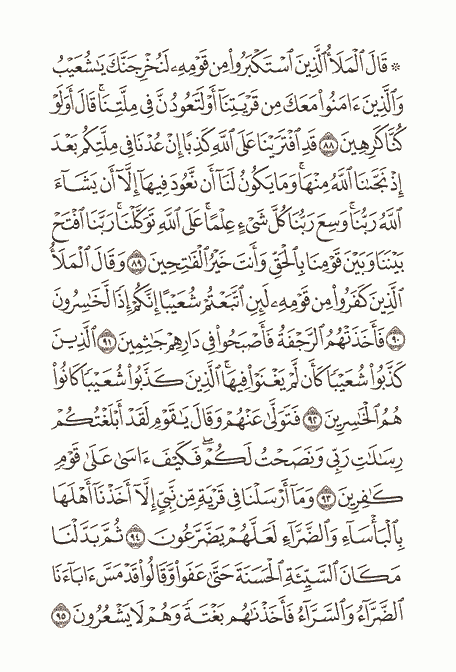 ۞ قَالَ ٱلْمَلَأُ ٱلَّذِينَ ٱسْتَكْبَرُوا۟ مِن قَوْمِهِۦ لَنُخْرِجَنَّكَ يَـٰشُعَيْبُ
وَٱلَّذِينَ ءَامَنُوا۟ مَعَكَ مِن قَرْيَتِنَآ أَوْ لَتَعُودُنَّ فِى مِلَّتِنَا ۚ قَالَ أَوَلَوْ
كُنَّا كَـٰرِهِينَ ﴿٨٨﴾ قَدِ ٱفْتَرَيْنَا عَلَى ٱللَّهِ كَذِبًا إِنْ عُدْنَا فِى مِلَّتِكُم بَعْدَ
إِذْ نَجَّىٰنَا ٱللَّهُ مِنْهَا ۚ وَمَا يَكُونُ لَنَآ أَن نَّعُودَ فِيهَآ إِلَّآ أَن يَشَآءَ
ٱللَّهُ رَبُّنَا ۚ وَسِعَ رَبُّنَا كُلَّ شَىْءٍ عِلْمًا ۚ عَلَى ٱللَّهِ تَوَكَّلْنَا ۚ رَبَّنَا ٱفْتَحْ
بَيْنَنَا وَبَيْنَ قَوْمِنَا بِٱلْحَقِّ وَأَنتَ خَيْرُ ٱلْفَـٰتِحِينَ ﴿٨٩﴾ وَقَالَ ٱلْمَلَأُ
ٱلَّذِينَ كَفَرُوا۟ مِن قَوْمِهِۦ لَئِنِ ٱتَّبَعْتُمْ شُعَيْبًا إِنَّكُمْ إِذًا لَّخَـٰسِرُونَ
﴿٩٠﴾ فَأَخَذَتْهُمُ ٱلرَّجْفَةُ فَأَصْبَحُوا۟ فِى دَارِهِمْ جَـٰثِمِينَ ﴿٩١﴾ ٱلَّذِينَ
كَذَّبُوا۟ شُعَيْبًا كَأَن لَّمْ يَغْنَوْا۟ فِيهَا ۚ ٱلَّذِينَ كَذَّبُوا۟ شُعَيْبًا كَانُوا۟
هُمُ ٱلْخَـٰسِرِينَ ﴿٩٢﴾ فَتَوَلَّىٰ عَنْهُمْ وَقَالَ يَـٰقَوْمِ لَقَدْ أَبْلَغْتُكُمْ
رِسَـٰلَـٰتِ رَبِّى وَنَصَحْتُ لَكُمْ ۖ فَكَيْفَ ءَاسَىٰ عَلَىٰ قَوْمٍ
كَـٰفِرِينَ ﴿٩٣﴾ وَمَآ أَرْسَلْنَا فِى قَرْيَةٍ مِّن نَّبِىٍّ إِلَّآ أَخَذْنَآ أَهْلَهَا
بِٱلْبَأْسَآءِ وَٱلضَّرَّآءِ لَعَلَّهُمْ يَضَّرَّعُونَ ﴿٩٤﴾ ثُمَّ بَدَّلْنَا
مَكَانَ ٱلسَّيِّئَةِ ٱلْحَسَنَةَ حَتَّىٰ عَفَوا۟ وَّقَالُوا۟ قَدْ مَسَّ ءَابَآءَنَا
ٱلضَّرَّآءُ وَٱلسَّرَّآءُ فَأَخَذْنَـٰهُم بَغْتَةً وَهُمْ لَا يَشْعُرُونَ ﴿٩٥﴾